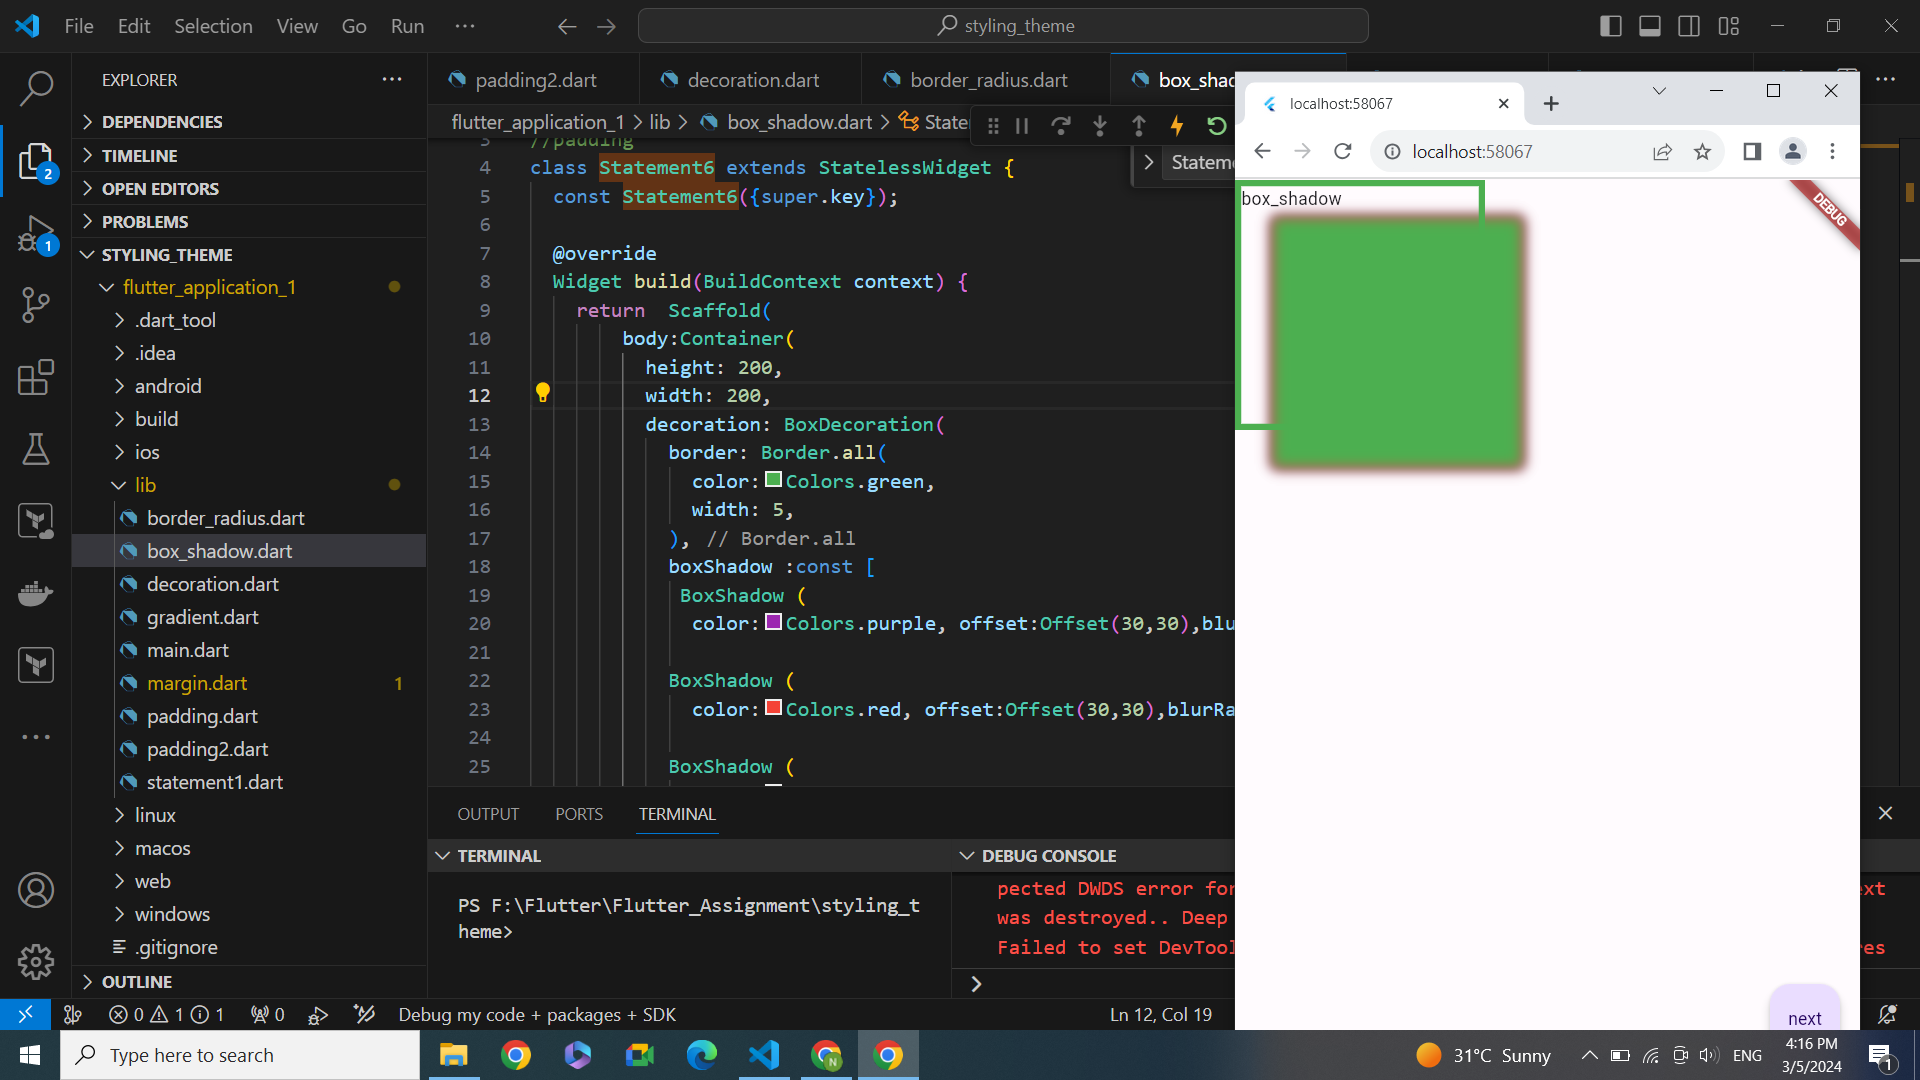 File Edit Selection View Go Run ···
styling_theme
EXPLORER
DEPENDENCIES
TIMELINE
OPEN EDITORS
PROBLEMS
STYLING_THEME
flutter_application_1
.dart_tool
.idea
android
build
ios
lib
border_radius.dart
box_shadow.dart
decoration.dart
gradient.dart
main.dart
margin.dart 1
padding.dart
padding2.dart
statement1.dart
linux
macos
web
windows
.gitignore
OUTLINE
2
1
padding2.dart decoration.dart border_radius.dart box_shad
flutter_application_1 > lib > box_shadow.dart > Statem
Stateme
3 //padding
4 class Statement6 extends StatelessWidget {
5 const Statement6({super.key});
6
7 @override
8 Widget build(BuildContext context) {
9 return  Scaffold(
10 body:Container(
11 height: 200,
12 width: 200,
13 decoration: BoxDecoration(
14 border: Border.all(
15 color:Colors.green,
16 width: 5,
17 ), // Border.all
18 boxShadow :const [
19 BoxShadow (
20 color:Colors.purple, offset:Offset(30,30),blu
21
22 BoxShadow (
23 color:Colors.red, offset:Offset(30,30),blurRa
24
25 BoxShadow (
OUTPUT PORTS TERMINAL
TERMINAL
PS F:\Flutter\Flutter_Assignment\styling_t
heme>
DEBUG CONSOLE
pected DWDS error for ext
was destroyed.. Deep
Failed to set DevTool res
>
localhost:58067
localhost:58067
box_shadow
DEBUG
next
0 1 1 0 Debug my code + packages + SDK Ln 12, Col 19
Type here to search
31°C Sunny ENG
4:16 PM
3/5/2024
1